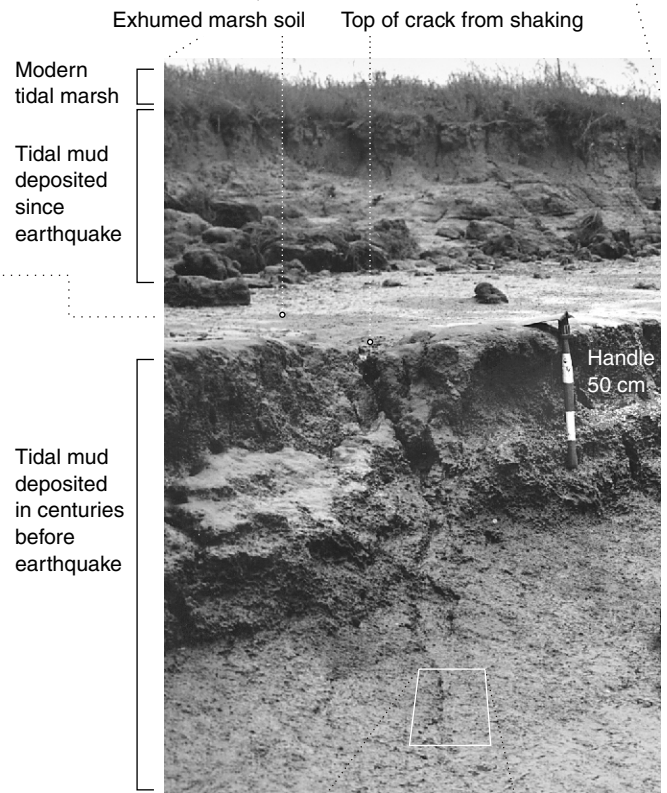 Exhumed marsh soil
Top of crack from shaking
Modern
tidal marsh
Tidal mud
deposited
since
earthquake
Handle
50 cm
Tidal mud
deposited
in centuries
before
earthquake